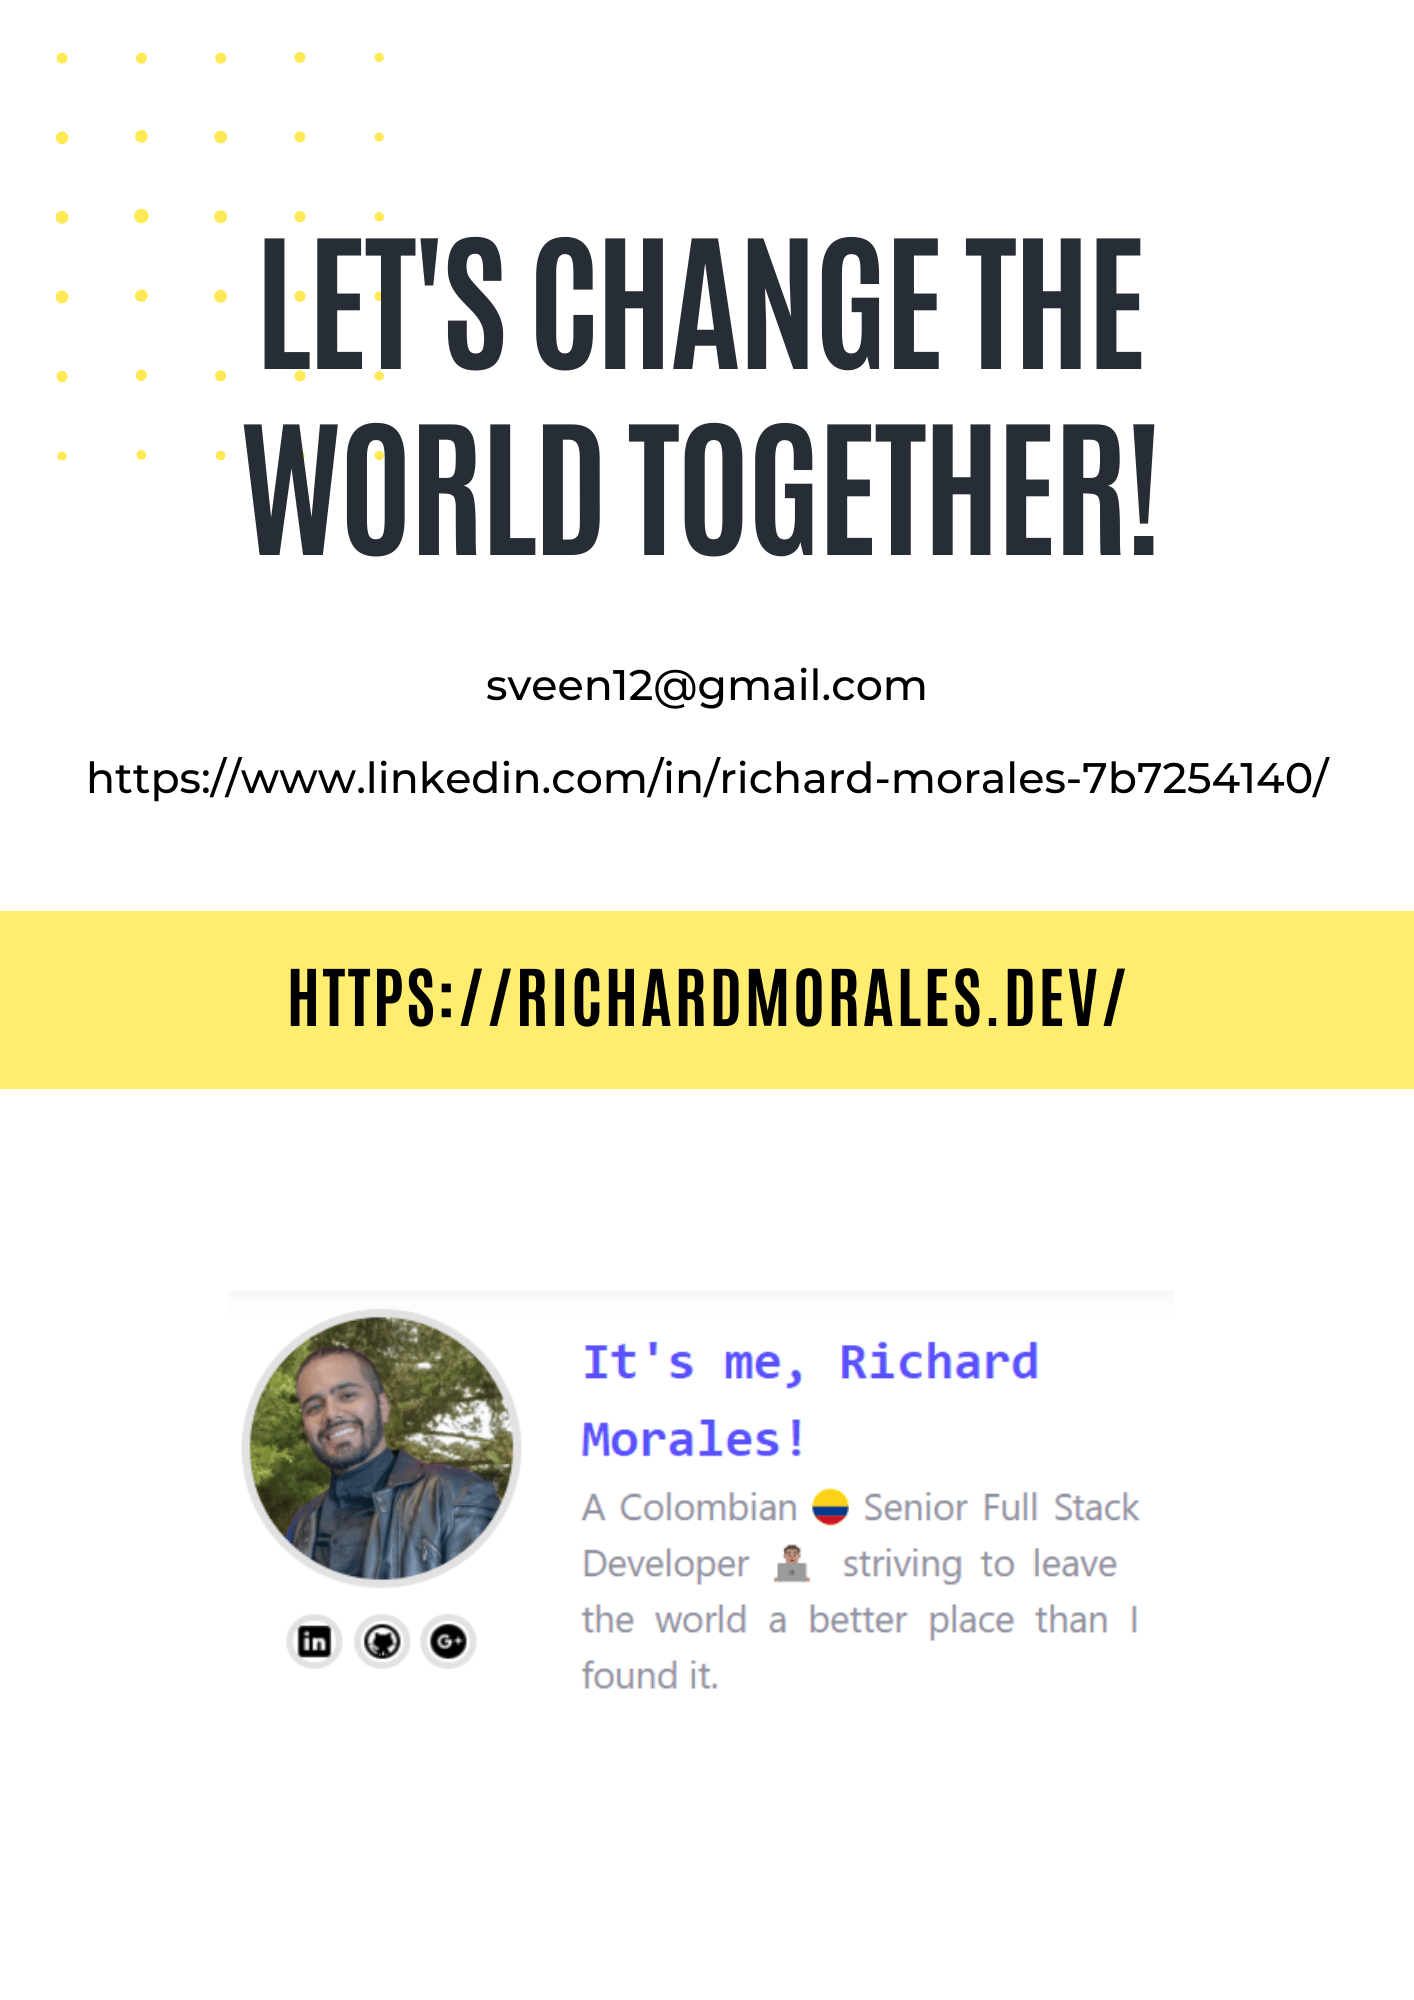 LET'S CHANGE THE
WORLD TOGETHER!
sveen12@gmail.com
https://www.linkedin.com/in/richard-morales-7b7254140/
HTTPS://RICHARDMORALES.DEV/
It's me, Richard
Morales!
A Colombian 🇨🇴 Senior Full Stack
Developer 👨🏽‍💻 striving to leave
the world a better place than I
found it.
in
G+